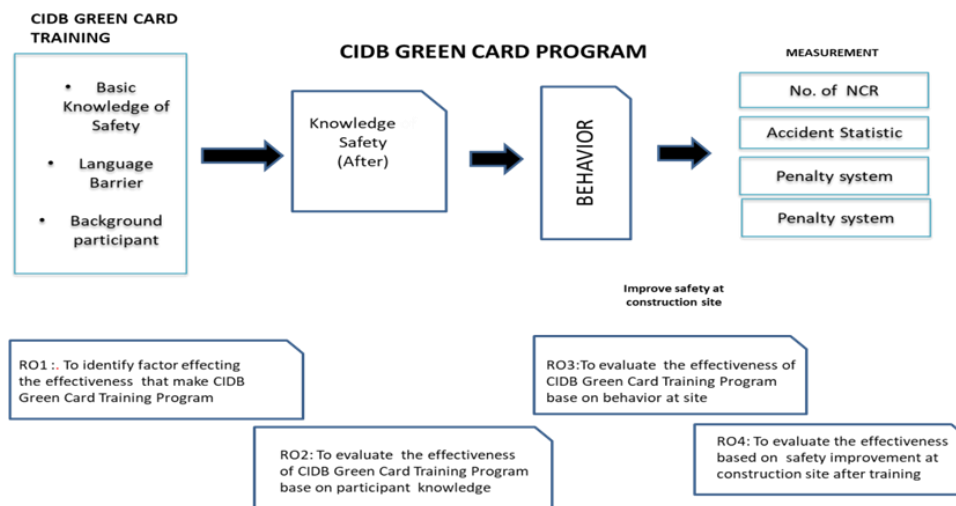 CIDB GREEN CARD
TRAINING
• Basic
Knowledge of
Safety
• Language
Barrier
• Background
participant
CIDB GREEN CARD PROGRAM
Knowledge
Safety
(After)
BEHAVIOR
MEASUREMENT
No. of NCR
Accident Statistic
Penalty system
Penalty system
Improve safety at
construction site
RO1 :. To identify factor effecting
the effectiveness that make CIDB
Green Card Training Program
RO2: To evaluate the effectiveness
of CIDB Green Card Training Program
base on participant knowledge
RO3:To evaluate the effectiveness of
CIDB Green Card Training Program
base on behavior at site
RO4: To evaluate the effectiveness
based on safety improvement at
construction site after training